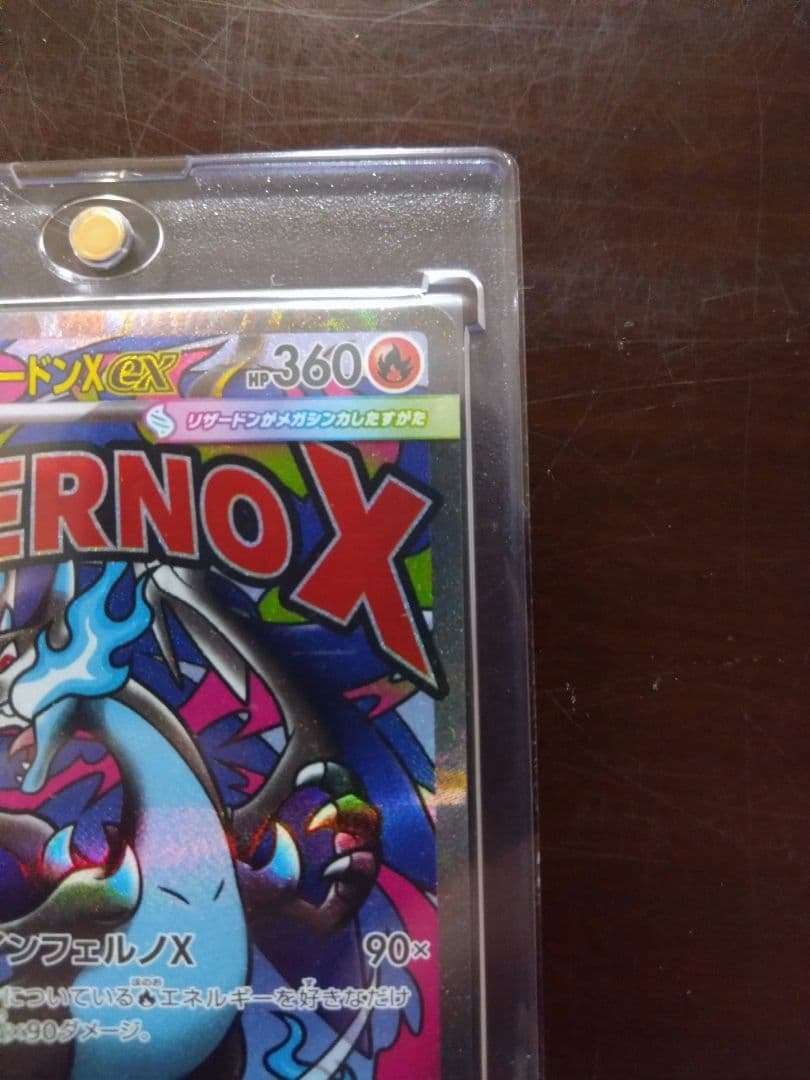 ードンXex HP360
リザードンがメガシンカしたすがた
ERNOX
インフェルノX 90×
についているエネルギーを好きなだけ
×90ダメージ。